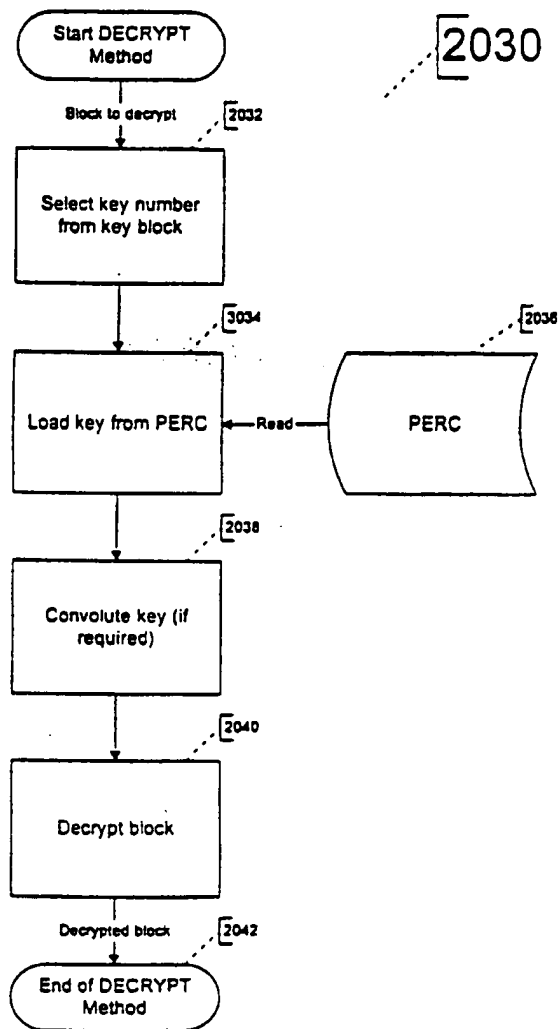 Start DECRYPT
Method
2030
Block to decrypt
2032
Select key number
from key block
3034
2036
Load key from PERC
Read
PERC
2038
Convolute key (if
required)
2040
Decrypt block
Decrypted block
2042
End of DECRYPT
Method